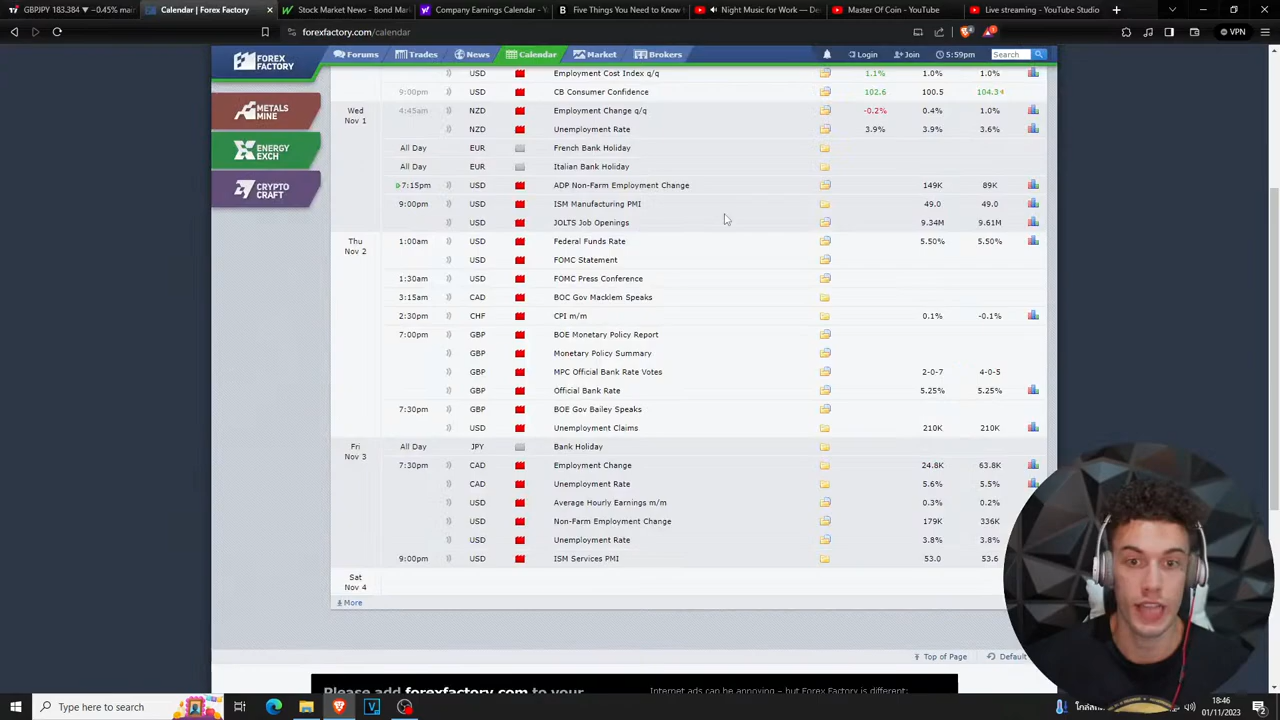 GBPJPY 183.384 ▼ −0.45% mari
Calendar | Forex Factory
Stock Market News - Bond Mark
Company Earnings Calendar - Y
Five Things You Need to Know t
Night Music for Work — De
Master Of Coin - YouTube
Live streaming - YouTube Studio
forexfactory.com/calendar
VPN
FOREX FACTORY
Forums Trades News Calendar Market Brokers Login Join 5:59pm Search
METALS MINE
ENERGY EXCH
CRYPTO CRAFT
USD Employment Cost Index q/q 1.1% 1.0% 1.0%
9:00pm USD CB Consumer Confidence 102.6 100.5 104.3
Wed Nov 1 4:45am NZD Employment Change q/q -0.2% 0.4% 1.0%
NZD Unemployment Rate 3.9% 3.9% 3.6%
All Day EUR French Bank Holiday
All Day EUR Italian Bank Holiday
7:15pm USD ADP Non-Farm Employment Change 149K 89K
9:00pm USD ISM Manufacturing PMI 49.0 49.0
USD JOLTS Job Openings 9.34M 9.61M
Thu Nov 2 1:00am USD Federal Funds Rate 5.50% 5.50%
USD FOMC Statement
1:30am USD FOMC Press Conference
3:15am CAD BOC Gov Macklem Speaks
2:30pm CHF CPI m/m 0.1% -0.1%
7:00pm GBP BOE Monetary Policy Report
GBP Monetary Policy Summary
GBP MPC Official Bank Rate Votes 2-0-7 4-0-5
GBP Official Bank Rate 5.25% 5.25%
7:30pm GBP BOE Gov Bailey Speaks
USD Unemployment Claims 210K 210K
Fri Nov 3 All Day JPY Bank Holiday
7:30pm CAD Employment Change 24.8K 63.8K
CAD Unemployment Rate 5.6% 5.5%
USD Average Hourly Earnings m/m 0.3% 0.2%
USD Non-Farm Employment Change 179K 336K
USD Unemployment Rate 3.8% 3.8%
9:00pm USD ISM Services PMI 53.0 53.6
Sat Nov 4
More
Top of Page Default
Please add forexfactory.com to your
Internet ads can be annoying – but Forex Factory is different:
Type here to search
18:46
01/11/2023